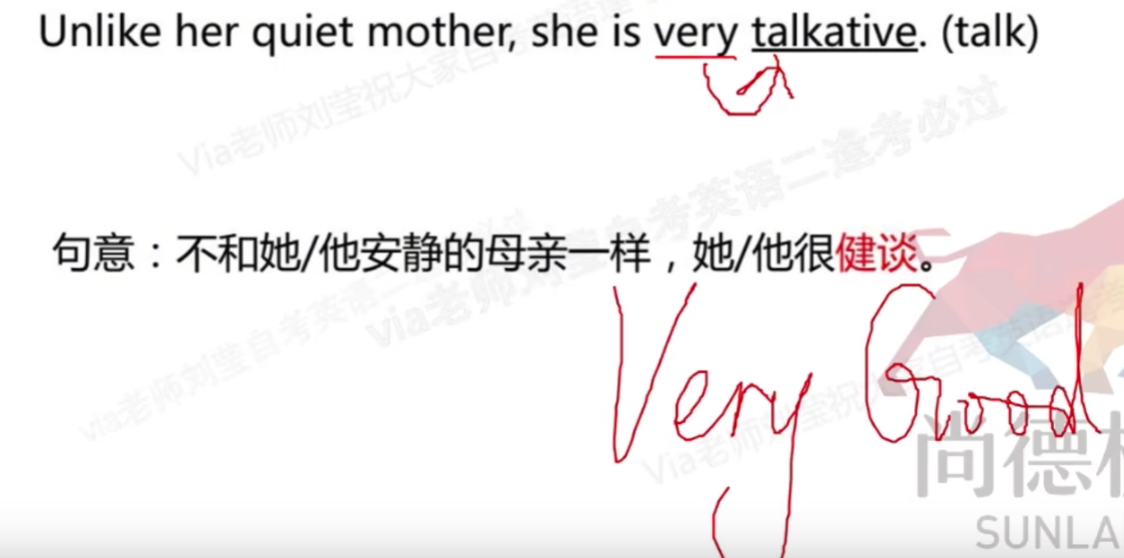 Unlike her quiet mother, she is very talkative. (talk)
Via老师刘莹祝大家自考英语二逢考必过
句意：不和她/他安静的母亲一样，她/他很健谈。
Very Good
尚德机
SUNLA